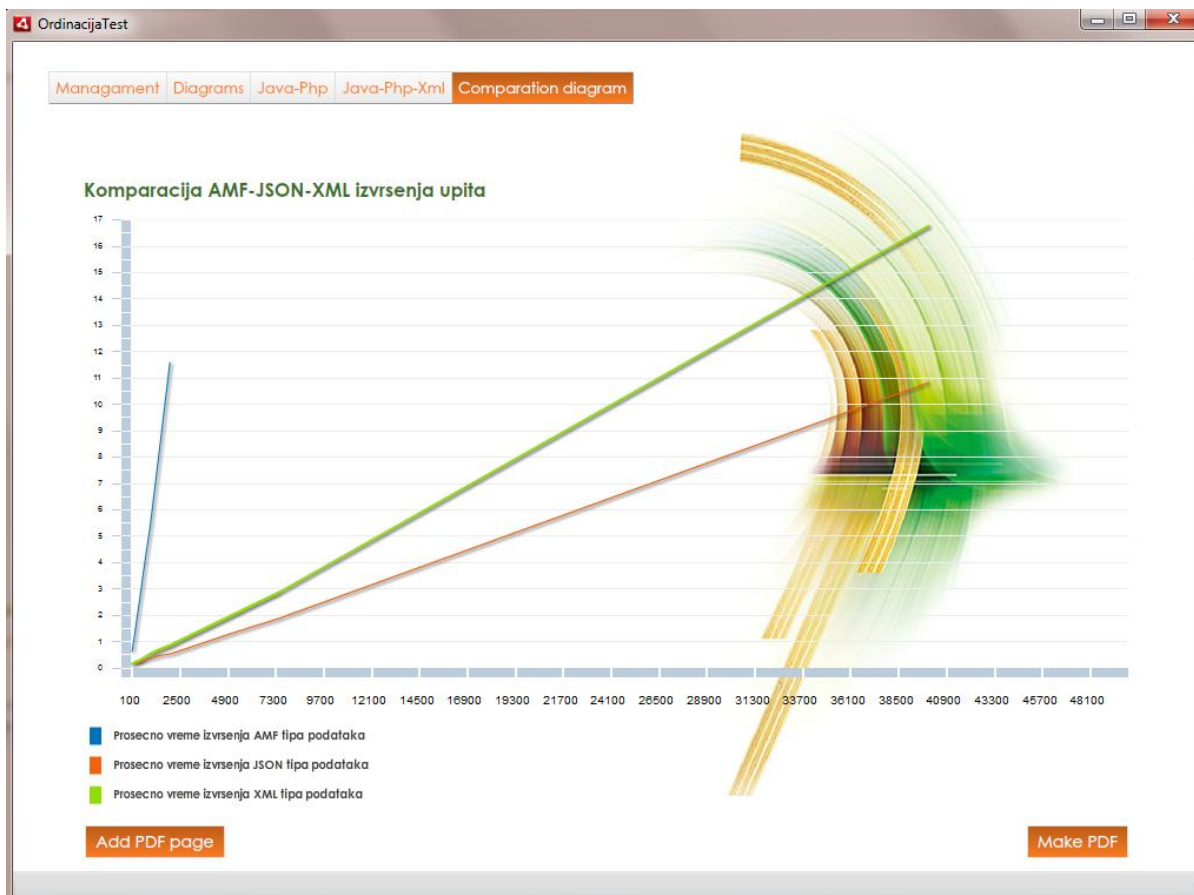 OrdinacijaTest
Managament Diagrams Java-Php Java-Php-Xml Comparation diagram
Komparacija AMF-JSON-XML izvrsenja upita
17
16
15
14
13
12
11
10
9
8
7
6
5
4
3
2
1
0
100 2500 4900 7300 9700 12100 14500 16900 19300 21700 24100 26500 28900 31300 33700 36100 38500 40900 43300 45700 48100
Prosecno vreme izvrsenja AMF tipa podataka
Prosecno vreme izvrsenja JSON tipa podataka
Prosecno vreme izvrsenja XML tipa podataka
Add PDF page Make PDF